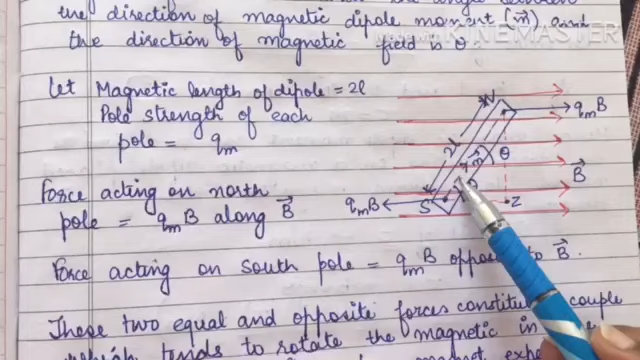 the direction of magnetic dipole moment (m⃗) and
the direction of magnetic field is θ.
KINEMASTER
Let Magnetic length of dipole = 2l
Pole strength of each
pole = qm
N
qmB
2l
m⃗
θ
B⃗
Force acting on north
pole = qmB along B⃗
qmB
S
Z
Force acting on South pole = qmB opposite to B⃗.
These two equal and opposite forces constitute couple
which tends to rotate the magnetic in